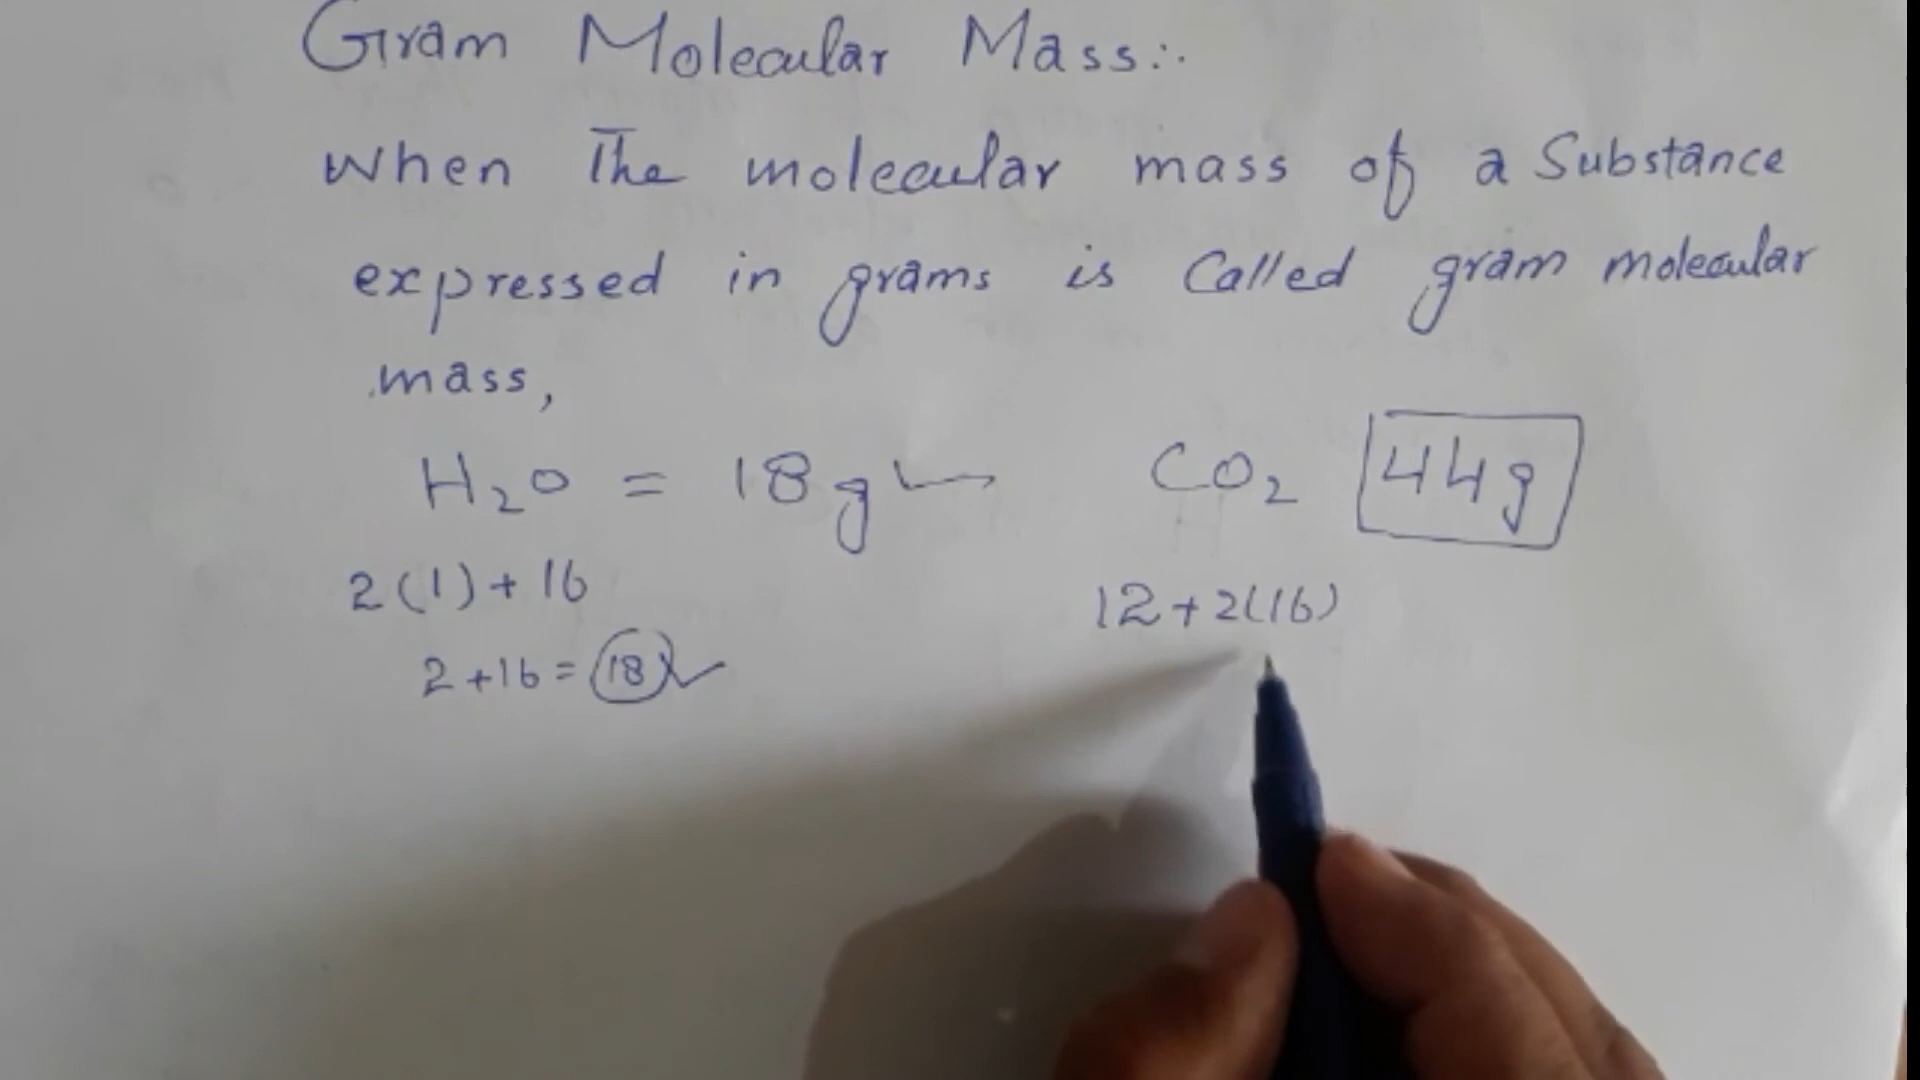 Gram Molecular Mass:.
When The molecular mass of a Substance
expressed in grams is Called gram molecular
mass,
H₂O = 18g CO₂ 44g
2(1)+16 12+2(16)
2+16=18